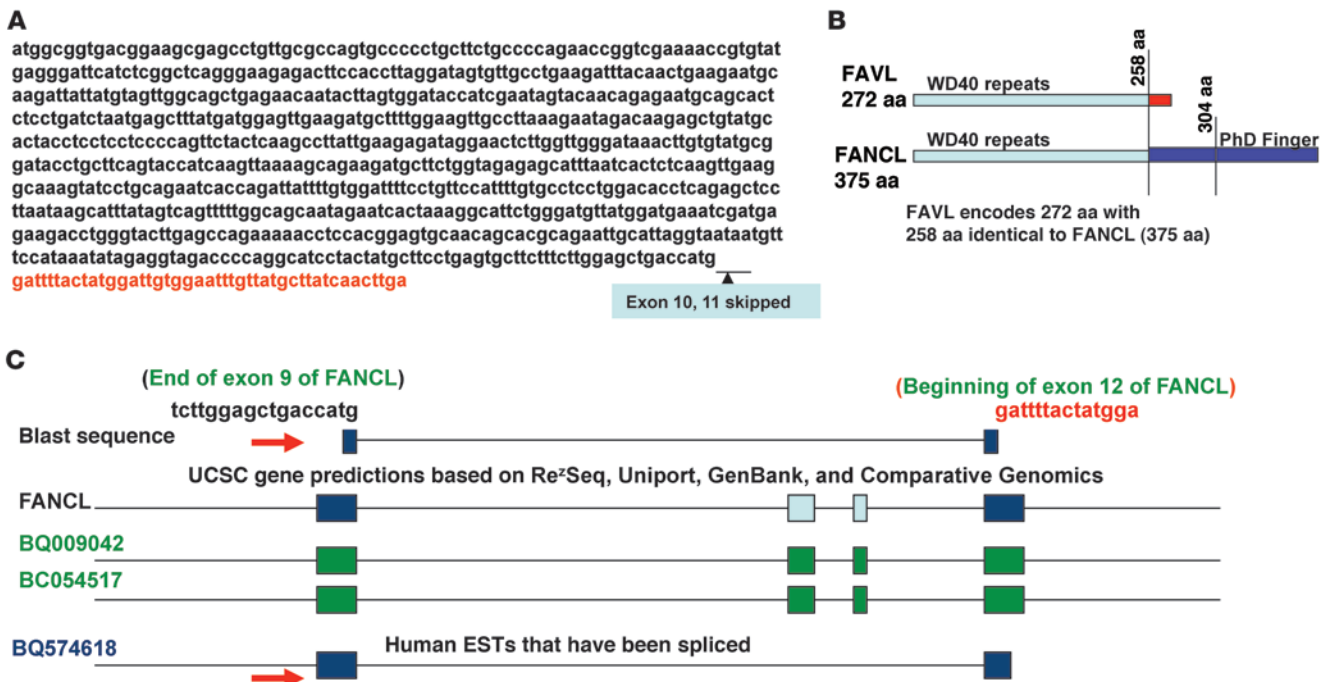 A
atggcggtgacggaagcgagcctgttgcgccagtgccccctgcttctgccccagaaccggtcgaaaaccgtgtat
gagggattcatctcggctcagggaagagacttccaccttaggatagtgttgcctgaagatttacaactgaagaatgc
aagattattatgtagttggcagctgagaacaatacttagtggataccatcgaatagtacaacagagaatgcagcact
ctcctgatctaatgagctttatgatggagttgaagatgcttttggaagttgccttaaagaatagacaagagctgtatgc
actacctcctcctccccagttctactcaagccttattgaagagataggaactcttggttgggataaacttgtgtatgcg
gatacctgcttcagtaccatcaagttaaaagcagaagatgcttctggtagagagcatttaatcactctcaagttgaag
gcaaagtatcctgcagaatcaccagattattttgtggattttcctgttccattttgtgcctcctggacacctcagagctcc
ttaataagcatttatagtcagtttttggcagcaatagaatcactaaaggcattctgggatgttatggatgaaatcgatga
gaagacctgggtacttgagccagaaaaacctccacggagtgcaacagcacgcagaattgcattaggtaataatgtt
tccataaatatagaggtagaccccaggcatcctactatgcttcctgagtgcttctttcttggagctgaccatg
gattttactatggattgtggaatttgttatgcttatcaacttga
Exon 10, 11 skipped
B
FAVL
272 aa
WD40 repeats
258 aa
304 aa
FANCL
375 aa
WD40 repeats
PhD Finger
FAVL encodes 272 aa with
258 aa identical to FANCL (375 aa)
C
(End of exon 9 of FANCL)
(Beginning of exon 12 of FANCL)
tcttggagctgaccatg
gattttactatgga
Blast sequence
UCSC gene predictions based on RezSeq, Uniport, GenBank, and Comparative Genomics
FANCL
BQ009042
BC054517
BQ574618
Human ESTs that have been spliced